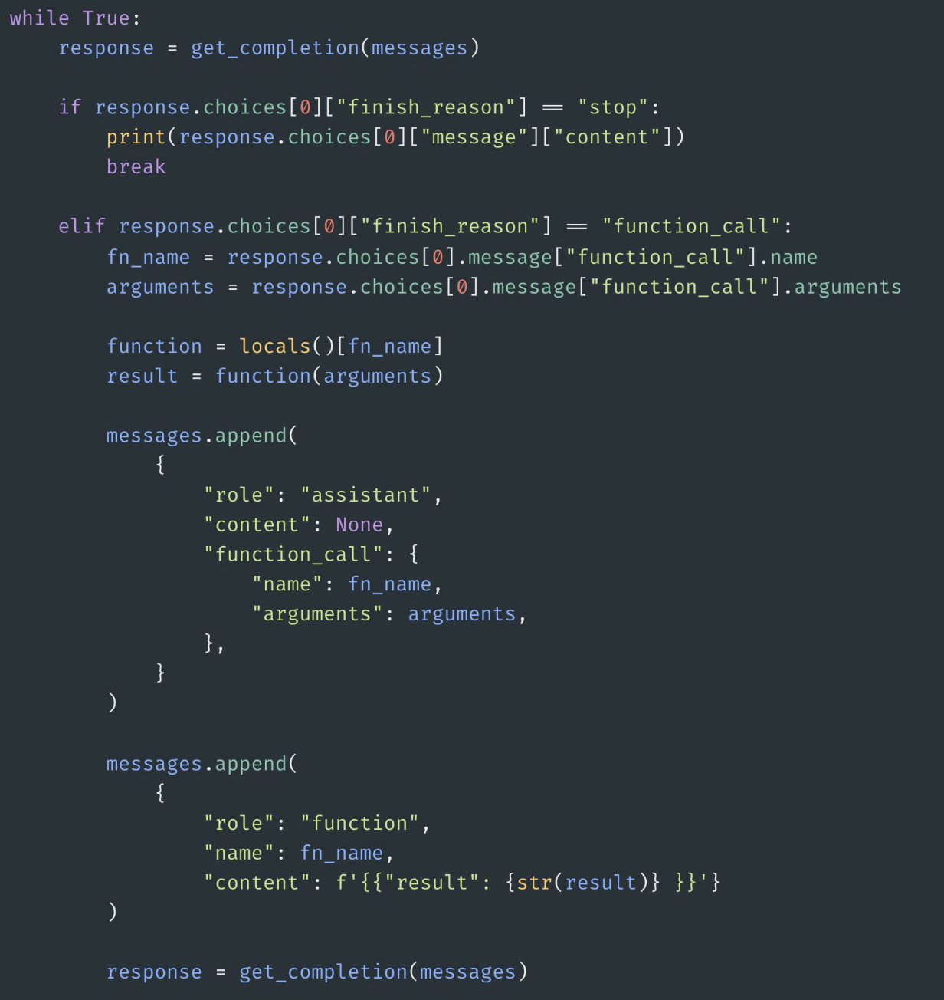 while True:
    response = get_completion(messages)

    if response.choices[0]["finish_reason"] == "stop":
        print(response.choices[0]["message"]["content"])
        break

    elif response.choices[0]["finish_reason"] == "function_call":
        fn_name = response.choices[0].message["function_call"].name
        arguments = response.choices[0].message["function_call"].arguments

        function = locals()[fn_name]
        result = function(arguments)

        messages.append(
            {
                "role": "assistant",
                "content": None,
                "function_call": {
                    "name": fn_name,
                    "arguments": arguments,
                },
            }
        )

        messages.append(
            {
                "role": "function",
                "name": fn_name,
                "content": f'{{"result": {str(result)} }}'}
        )

        response = get_completion(messages)